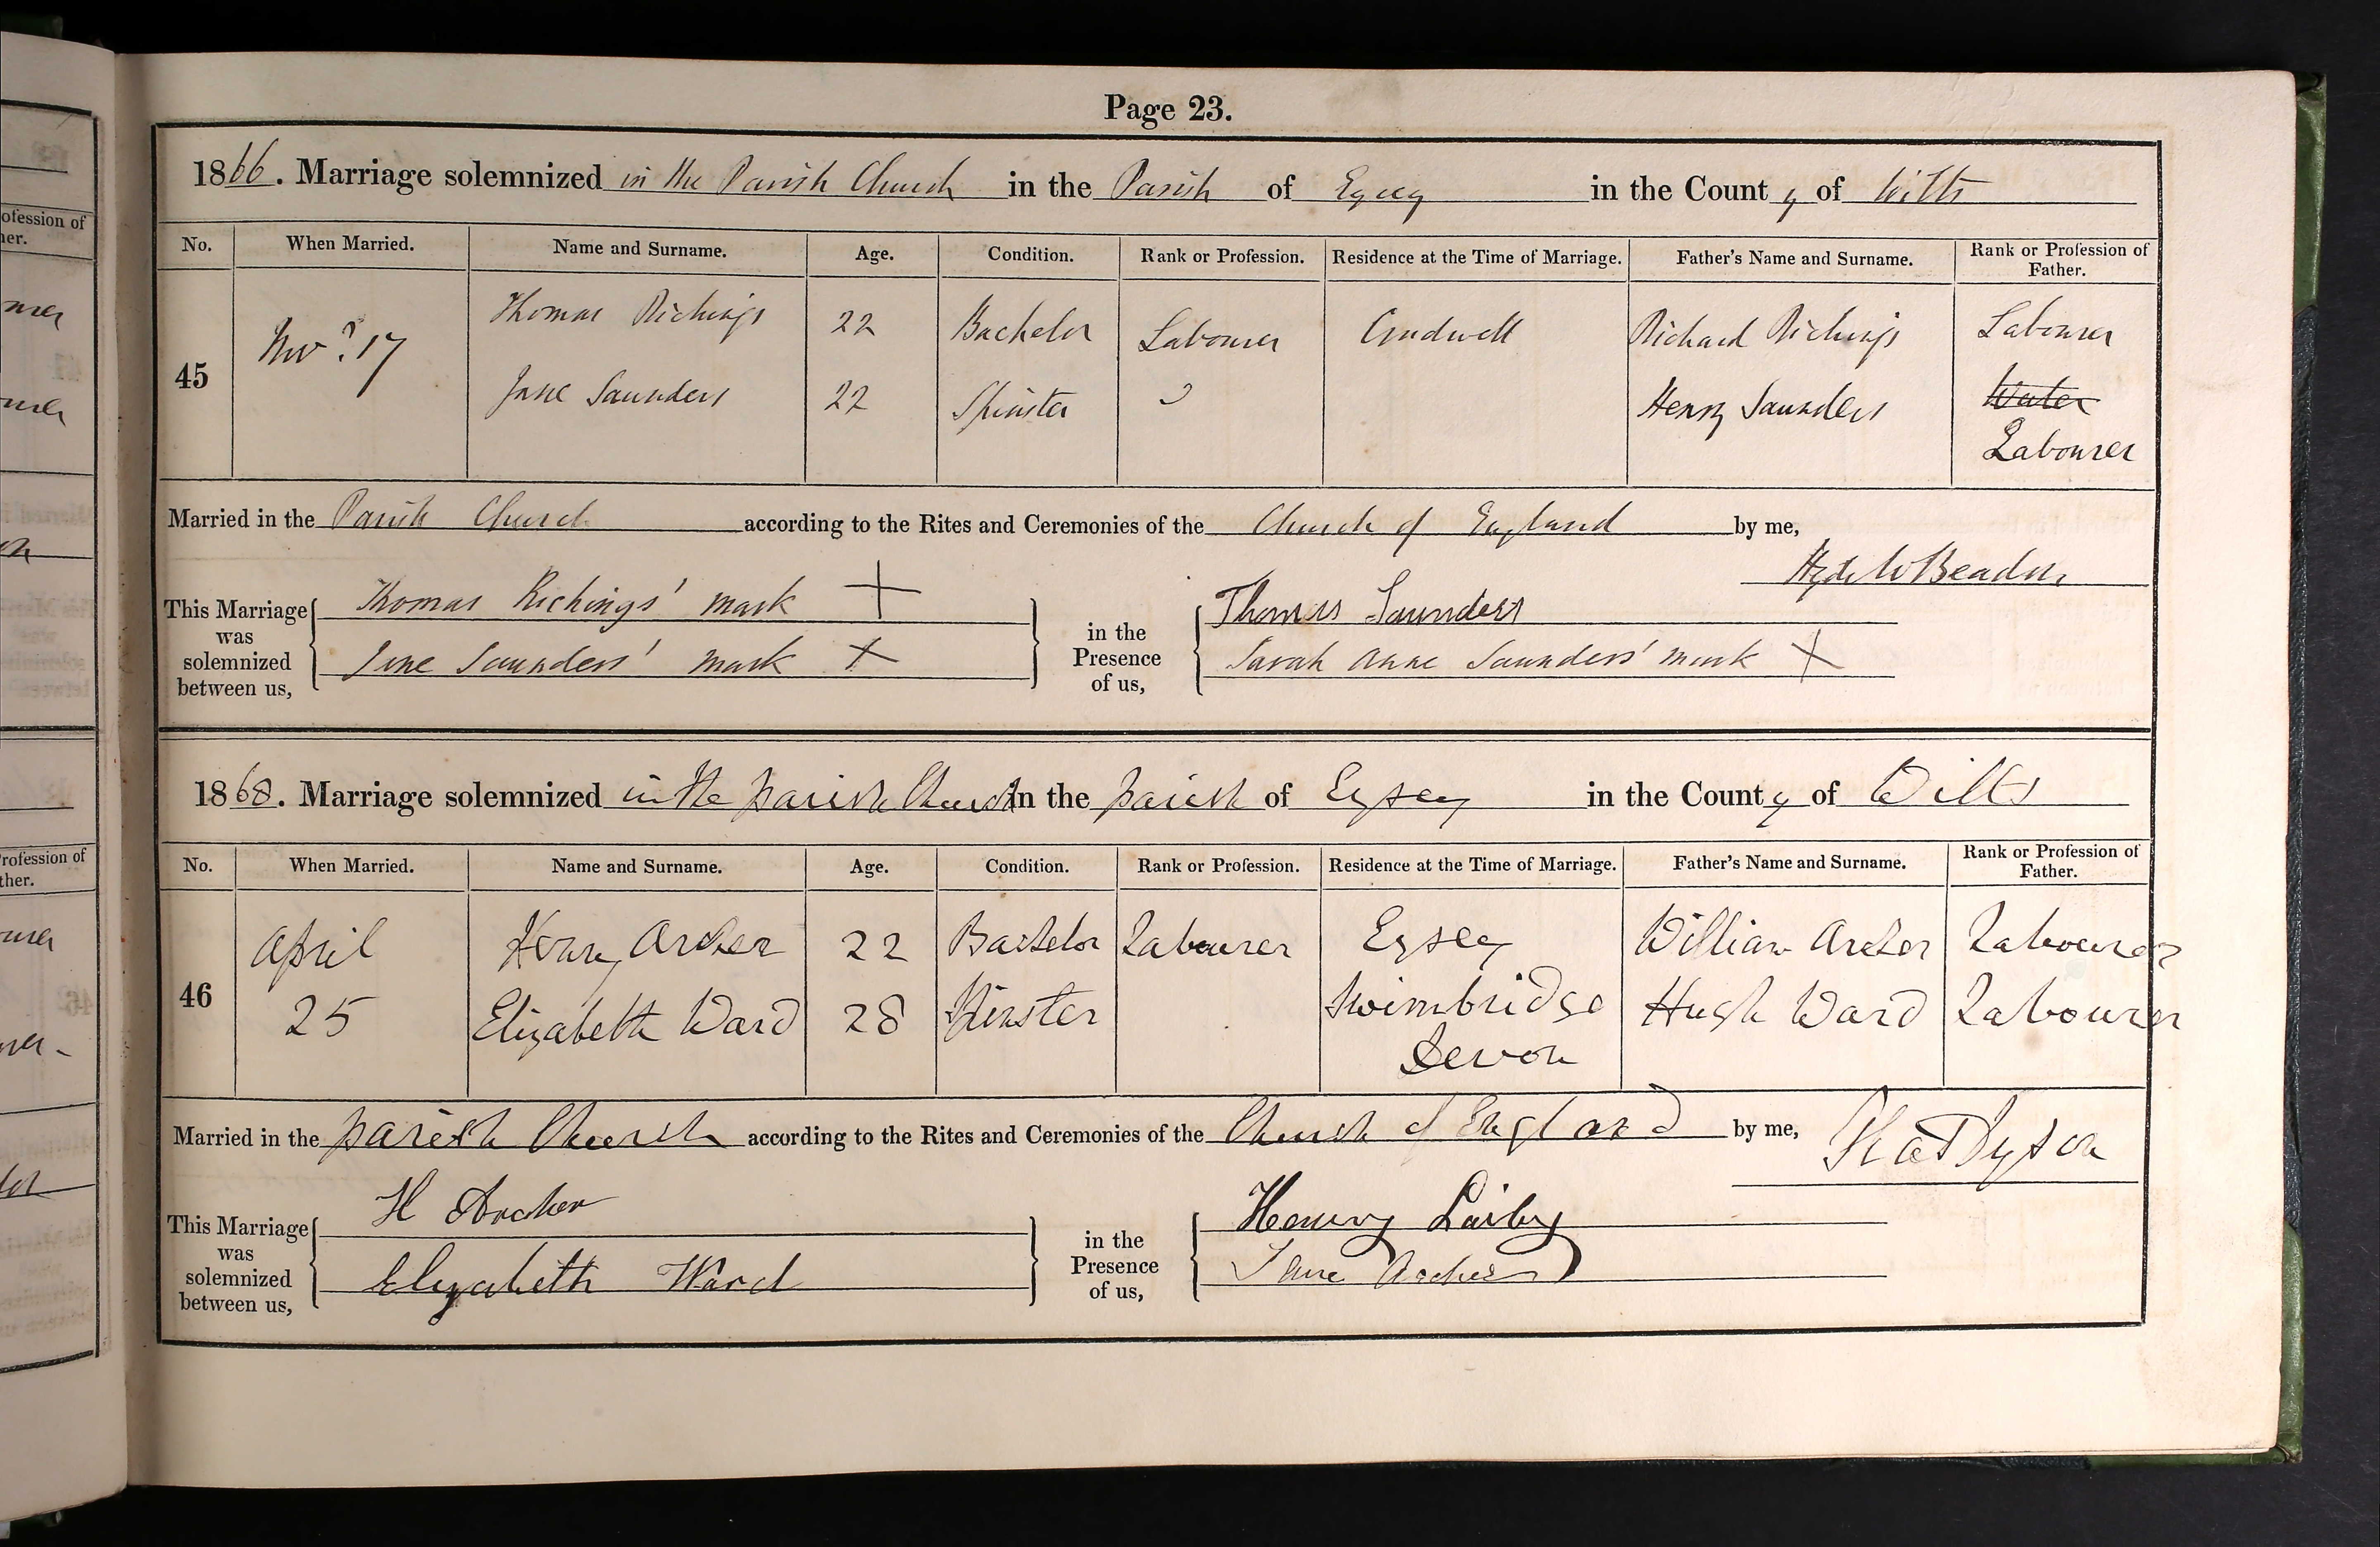 Page 23.
1866. Marriage solemnized in the Parish Church in the Parish of Eysey in the County of Wilts
No. When Married. Name and Surname. Age. Condition. Rank or Profession. Residence at the Time of Marriage. Father's Name and Surname. Rank or Profession of Father.
45 Novr. 17 Thomas Richings 22 Bachelor Labourer Crudwell Richard Richings Labourer
Jane Saunders 22 Spinster Henry Saunders Water
Labourer
Married in the Parish Church according to the Rites and Ceremonies of the Church of England by me,
Hyde W Beadon
This Marriage was solemnized between us, Thomas Richings' mark + in the Presence of us, Thomas Saunders
Jane Saunders' mark + Sarah Anne Saunders' mark +
1868. Marriage solemnized in the parish Church in the parish of Eysey in the County of Wilts
No. When Married. Name and Surname. Age. Condition. Rank or Profession. Residence at the Time of Marriage. Father's Name and Surname. Rank or Profession of Father.
46 April Henry Archer 22 Bachelor Labourer Eysey William Archer Labourer
25 Elizabeth Ward 28 Spinster Swimbridge Hugh Ward Labourer
Devon
Married in the parish Church according to the Rites and Ceremonies of the Church of England by me, Dyson
This Marriage was solemnized between us, H Archer in the Presence of us, Henry
Elizabeth Ward Jane Archer